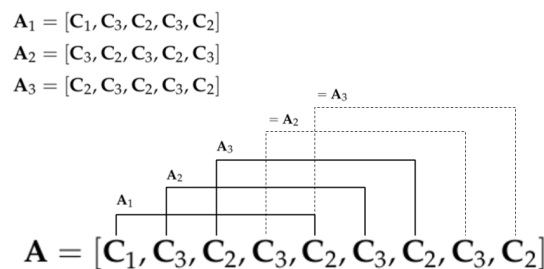 A₁ = [C₁, C₃, C₂, C₃, C₂]
A₂ = [C₃, C₂, C₃, C₂, C₃]
A₃ = [C₂, C₃, C₂, C₃, C₂]
= A₃
= A₂
A₃
A₂
A₁
A = [C₁, C₃, C₂, C₃, C₂, C₃, C₂, C₃, C₂]